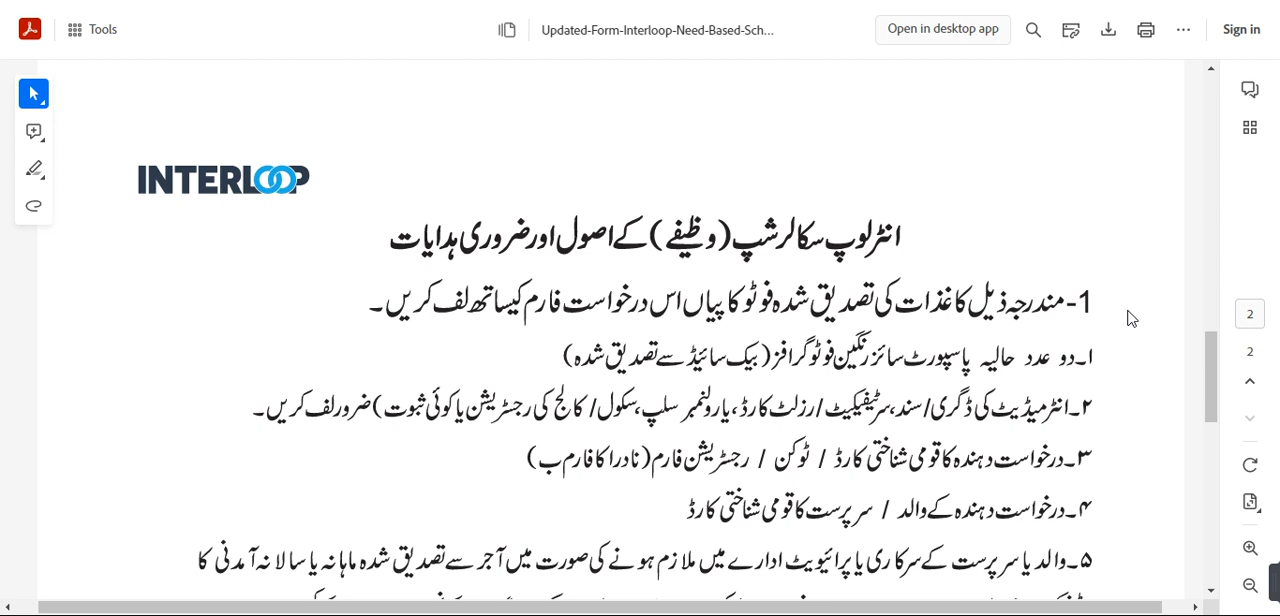 Tools
Updated-Form-Interloop-Need-Based-Sch...
Open in desktop app
Sign in
INTERLOOP
انٹرلوپ سکالرشپ (وظیفے) کے اصول اور ضروری ہدایات
1-مندرجہ ذیل کاغذات کی تصدیق شدہ فوٹو کاپیاں اس درخواست فارم کیساتھ لف کریں۔
۱۔دو عدد حالیہ پاسپورٹ سائز رنگین فوٹو گرافز (بیک سائیڈ سے تصدیق شدہ)
۲۔انٹرمیڈیٹ کی ڈگری/سند،سرٹیفیکیٹ/رزلٹ کارڈ،یا رولنمبر سلپ،سکول/ کالج کی رجسٹریشن یا کوئی ثبوت) ضرور لف کریں۔
۳۔درخواست دہندہ کا قومی شناختی کارڈ / ٹوکن / رجسٹریشن فارم (نادرا کا فارم ب)
۴۔درخواست دہندہ کے والد / سرپرست کا قومی شناختی کارڈ
۵۔والد یا سرپرست کے سرکاری یا پرائیویٹ ادارے میں ملازم ہونے کی صورت میں آجر سے تصدیق شدہ ماہانہ یا سالانہ آمدنی کا
2
2